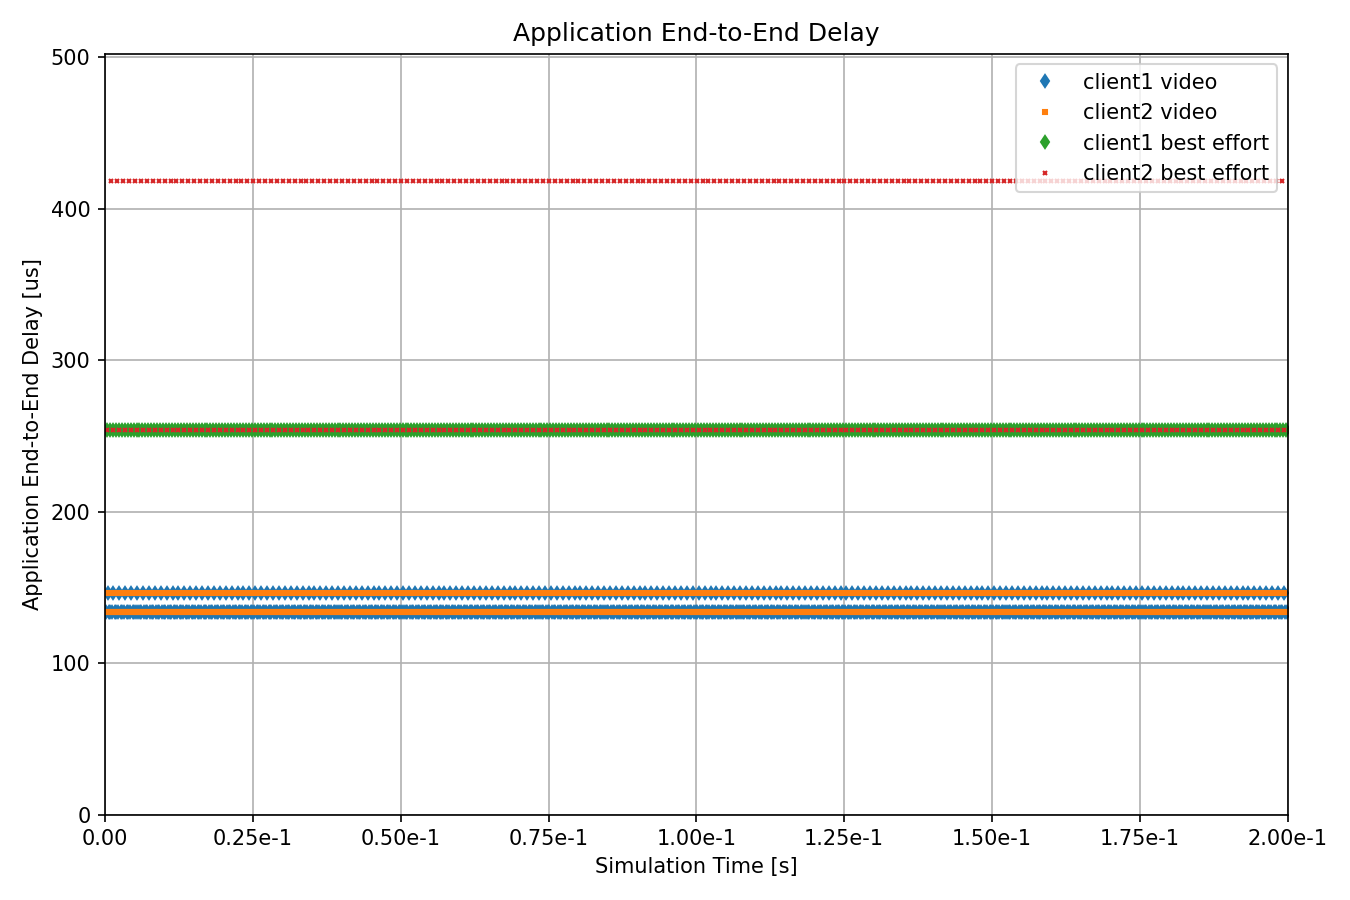 Application End-to-End Delay
500
400
300
200
100
0
Application End-to-End Delay [us]
client1 video
client2 video
client1 best effort
client2 best effort
0.00 0.25e-1 0.50e-1 0.75e-1 1.00e-1 1.25e-1 1.50e-1 1.75e-1 2.00e-1
Simulation Time [s]